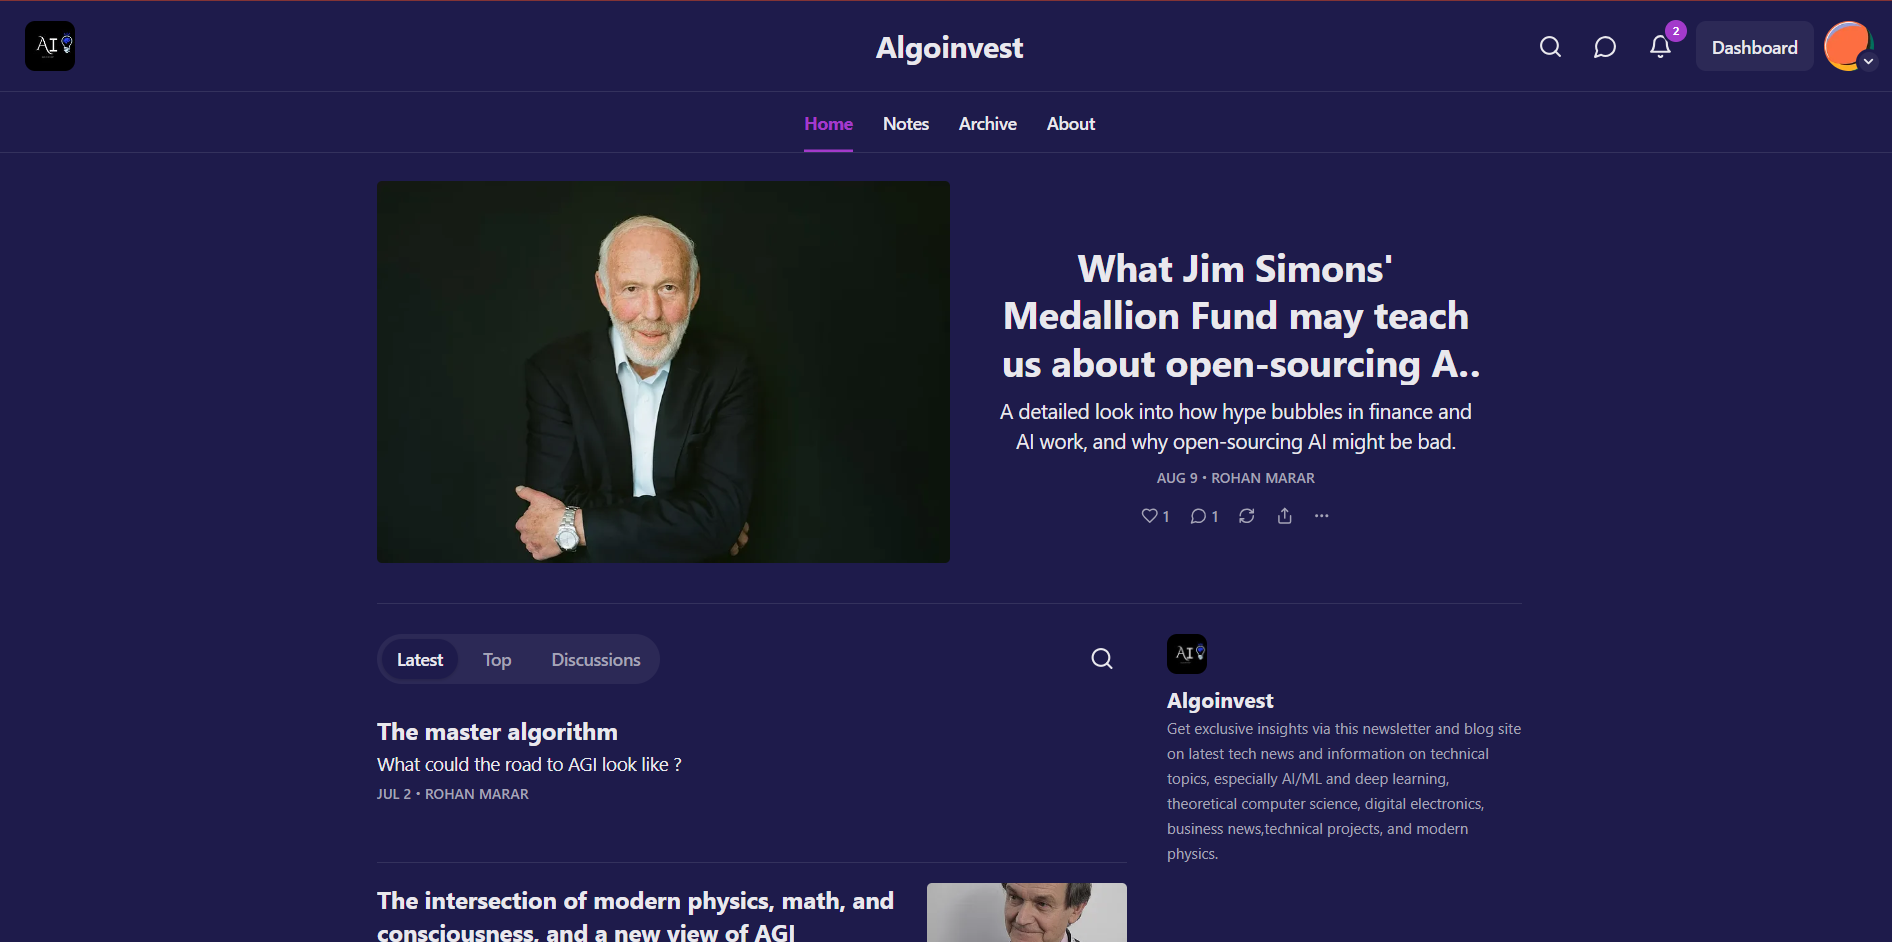 AI
Algoinvest
2
Dashboard
Home
Notes
Archive
About
What Jim Simons'
Medallion Fund may teach
us about open-sourcing A..
A detailed look into how hype bubbles in finance and
AI work, and why open-sourcing AI might be bad.
AUG 9 • ROHAN MARAR
1
1
Latest
Top
Discussions
The master algorithm
What could the road to AGI look like ?
JUL 2 • ROHAN MARAR
The intersection of modern physics, math, and
consciousness, and a new view of AGI
AI
Algoinvest
Get exclusive insights via this newsletter and blog site
on latest tech news and information on technical
topics, especially AI/ML and deep learning,
theoretical computer science, digital electronics,
business news,technical projects, and modern
physics.